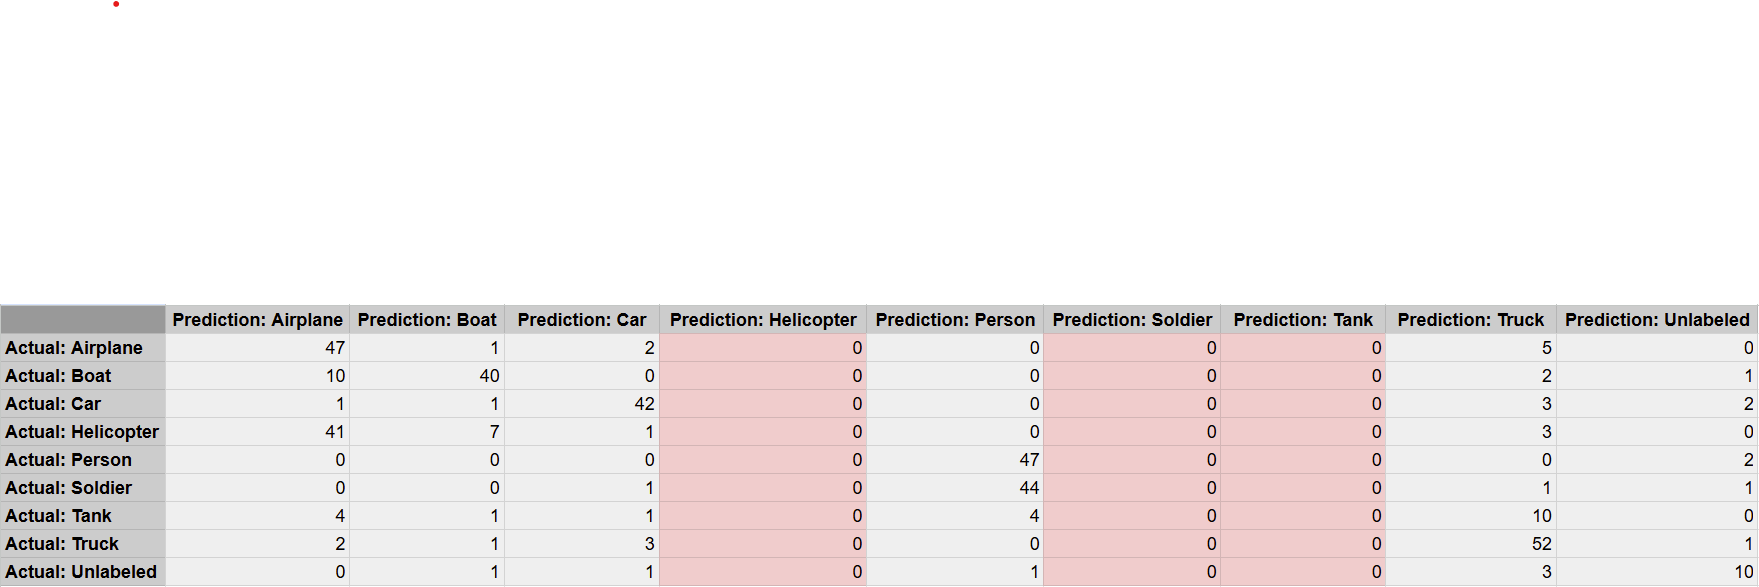 Prediction: Airplane Prediction: Boat Prediction: Car Prediction: Helicopter Prediction: Person Prediction: Soldier Prediction: Tank Prediction: Truck Prediction: Unlabeled
Actual: Airplane 47 1 2 0 0 0 0 5 0
Actual: Boat 10 40 0 0 0 0 0 2 1
Actual: Car 1 1 42 0 0 0 0 3 2
Actual: Helicopter 41 7 1 0 0 0 0 3 0
Actual: Person 0 0 0 0 47 0 0 0 2
Actual: Soldier 0 0 1 0 44 0 0 1 1
Actual: Tank 4 1 1 0 4 0 0 10 0
Actual: Truck 2 1 3 0 0 0 0 52 1
Actual: Unlabeled 0 1 1 0 1 0 0 3 10